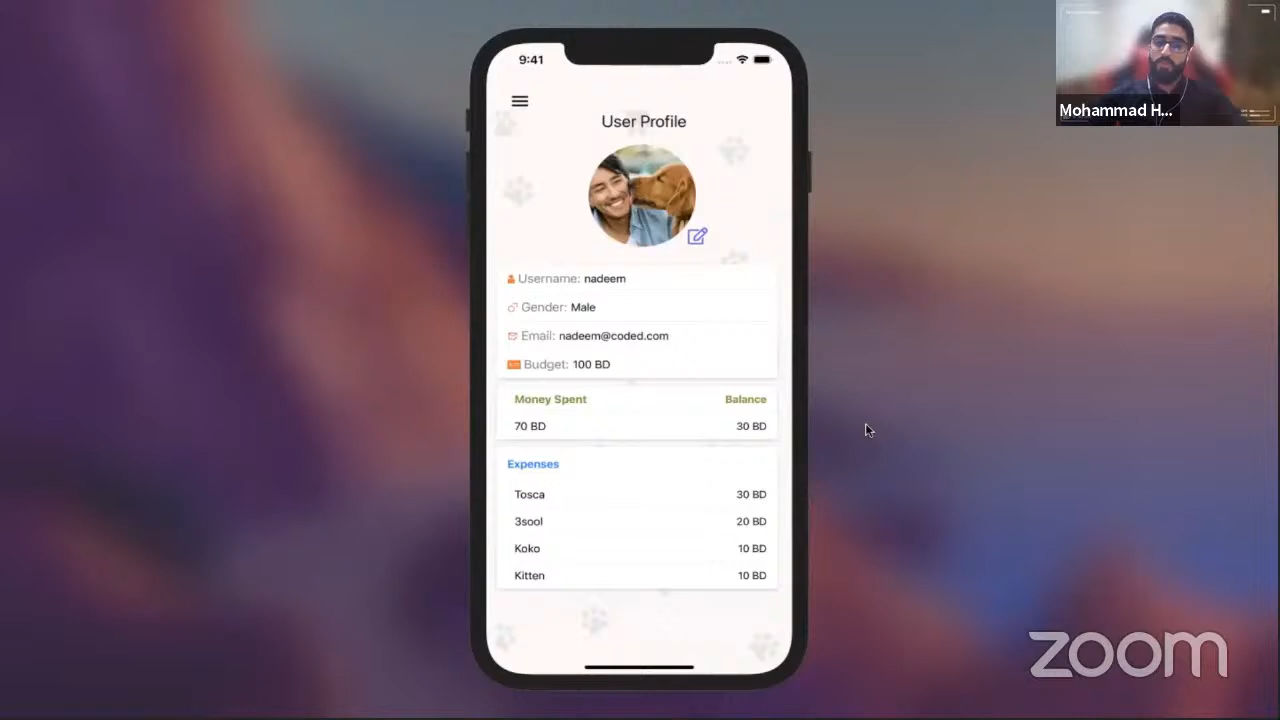 9:41
Mohammad H...
User Profile
Username: nadeem
Gender: Male
Email: nadeem@coded.com
Budget: 100 BD
Money Spent Balance
70 BD 30 BD
Expenses
Tosca 30 BD
3sool 20 BD
Koko 10 BD
Kitten 10 BD
zoom